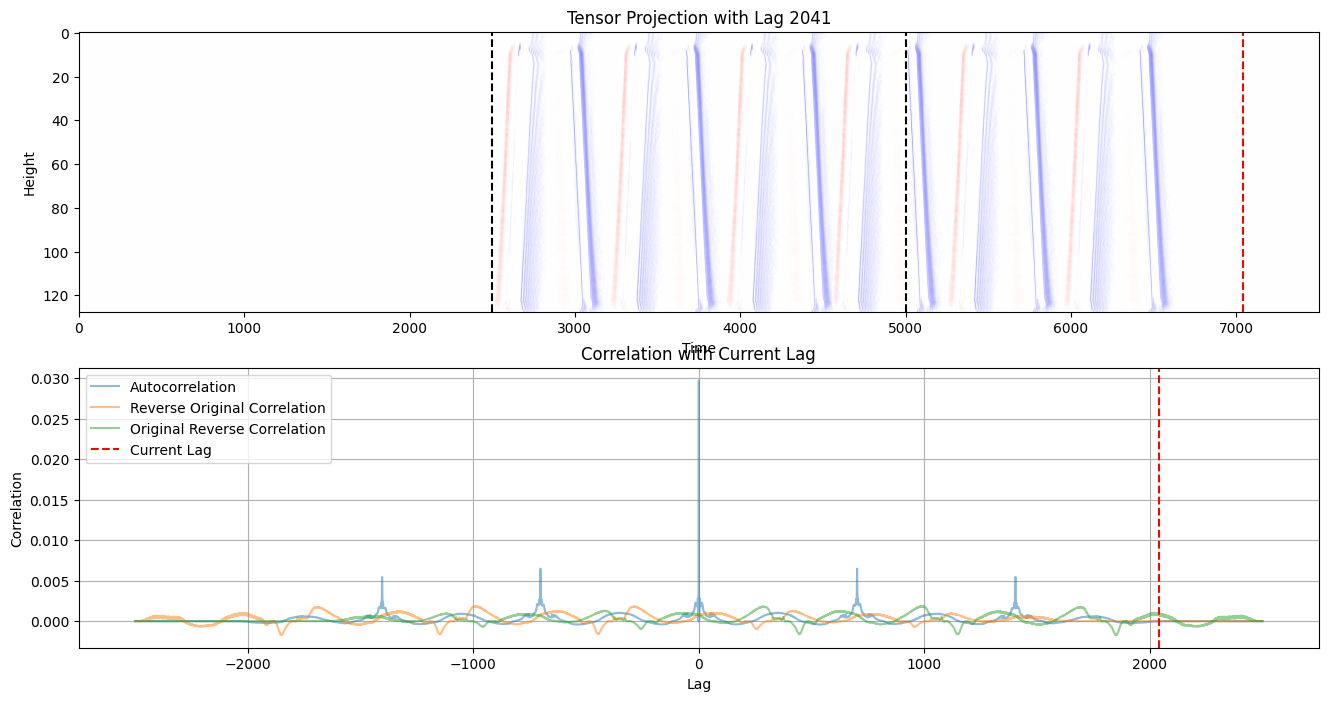 Tensor Projection with Lag 2041
Height
0
20
40
60
80
100
120
0 1000 2000 3000 4000 5000 6000 7000
Time
Correlation with Current Lag
Correlation
0.030
0.025
0.020
0.015
0.010
0.005
0.000
Autocorrelation
Reverse Original Correlation
Original Reverse Correlation
Current Lag
−2000 −1000 0 1000 2000
Lag